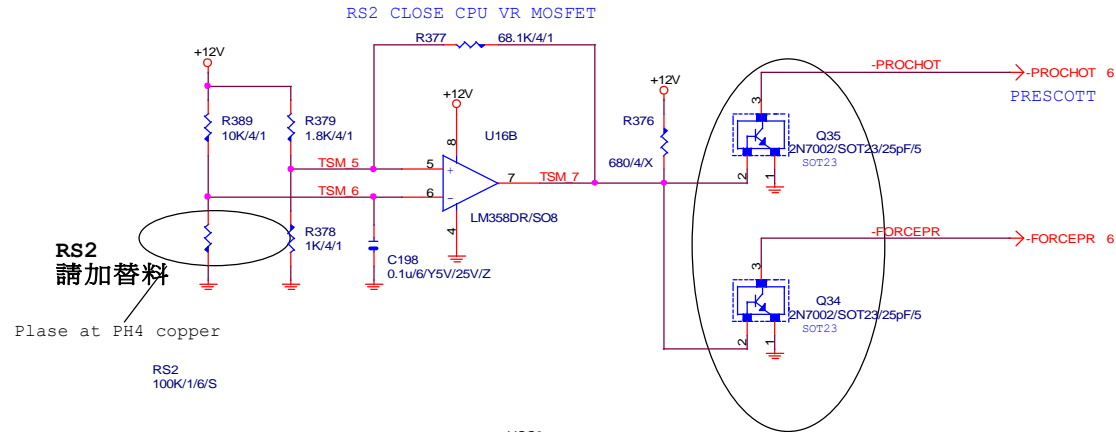 RS2 CLOSE CPU VR MOSFET
R377
68.1K/4/1
+12V
+12V
+12V
-PROCHOT
-PROCHOT 6
PRESCOTT
R389
10K/4/1
R379
1.8K/4/1
8
U16B
R376
680/4/X
3
Q35
2N7002/SOT23/25pF/5
SOT23
2
1
TSM_5
5
+
TSM_6
6
-
7
TSM_7
LM358DR/SO8
4
RS2
請加替料
R378
1K/4/1
C198
0.1u/6/Y5V/25V/Z
-FORCEPR
-FORCEPR 6
3
Q34
2N7002/SOT23/25pF/5
SOT23
2
1
Plase at PH4 copper
RS2
100K/1/6/S